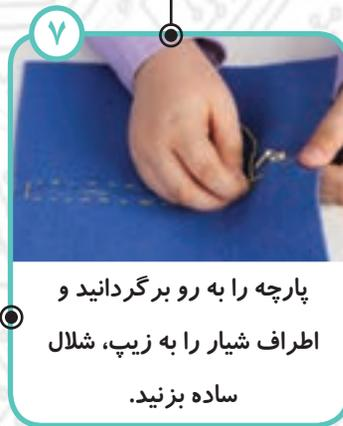 ۷
پارچه را به رو برگردانید و
اطراف شیار را به زیپ، شلال
ساده بزنید.